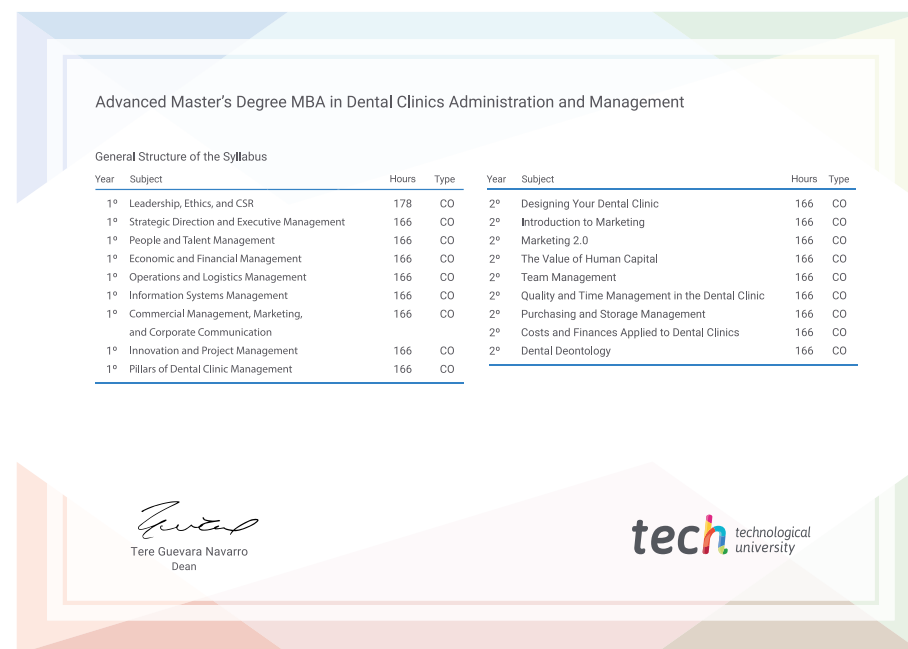 Advanced Master's Degree MBA in Dental Clinics Administration and Management
General Structure of the Syllabus
Year Subject Hours Type
1º Leadership, Ethics, and CSR 178 CO
1º Strategic Direction and Executive Management 166 CO
1º People and Talent Management 166 CO
1º Economic and Financial Management 166 CO
1º Operations and Logistics Management 166 CO
1º Information Systems Management 166 CO
1º Commercial Management, Marketing, 166 CO
and Corporate Communication
1º Innovation and Project Management 166 CO
1º Pillars of Dental Clinic Management 166 CO
Year Subject Hours Type
2º Designing Your Dental Clinic 166 CO
2º Introduction to Marketing 166 CO
2º Marketing 2.0 166 CO
2º The Value of Human Capital 166 CO
2º Team Management 166 CO
2º Quality and Time Management in the Dental Clinic 166 CO
2º Purchasing and Storage Management 166 CO
2º Costs and Finances Applied to Dental Clinics 166 CO
2º Dental Deontology 166 CO
Tere Guevara Navarro
Dean
tech technological
university